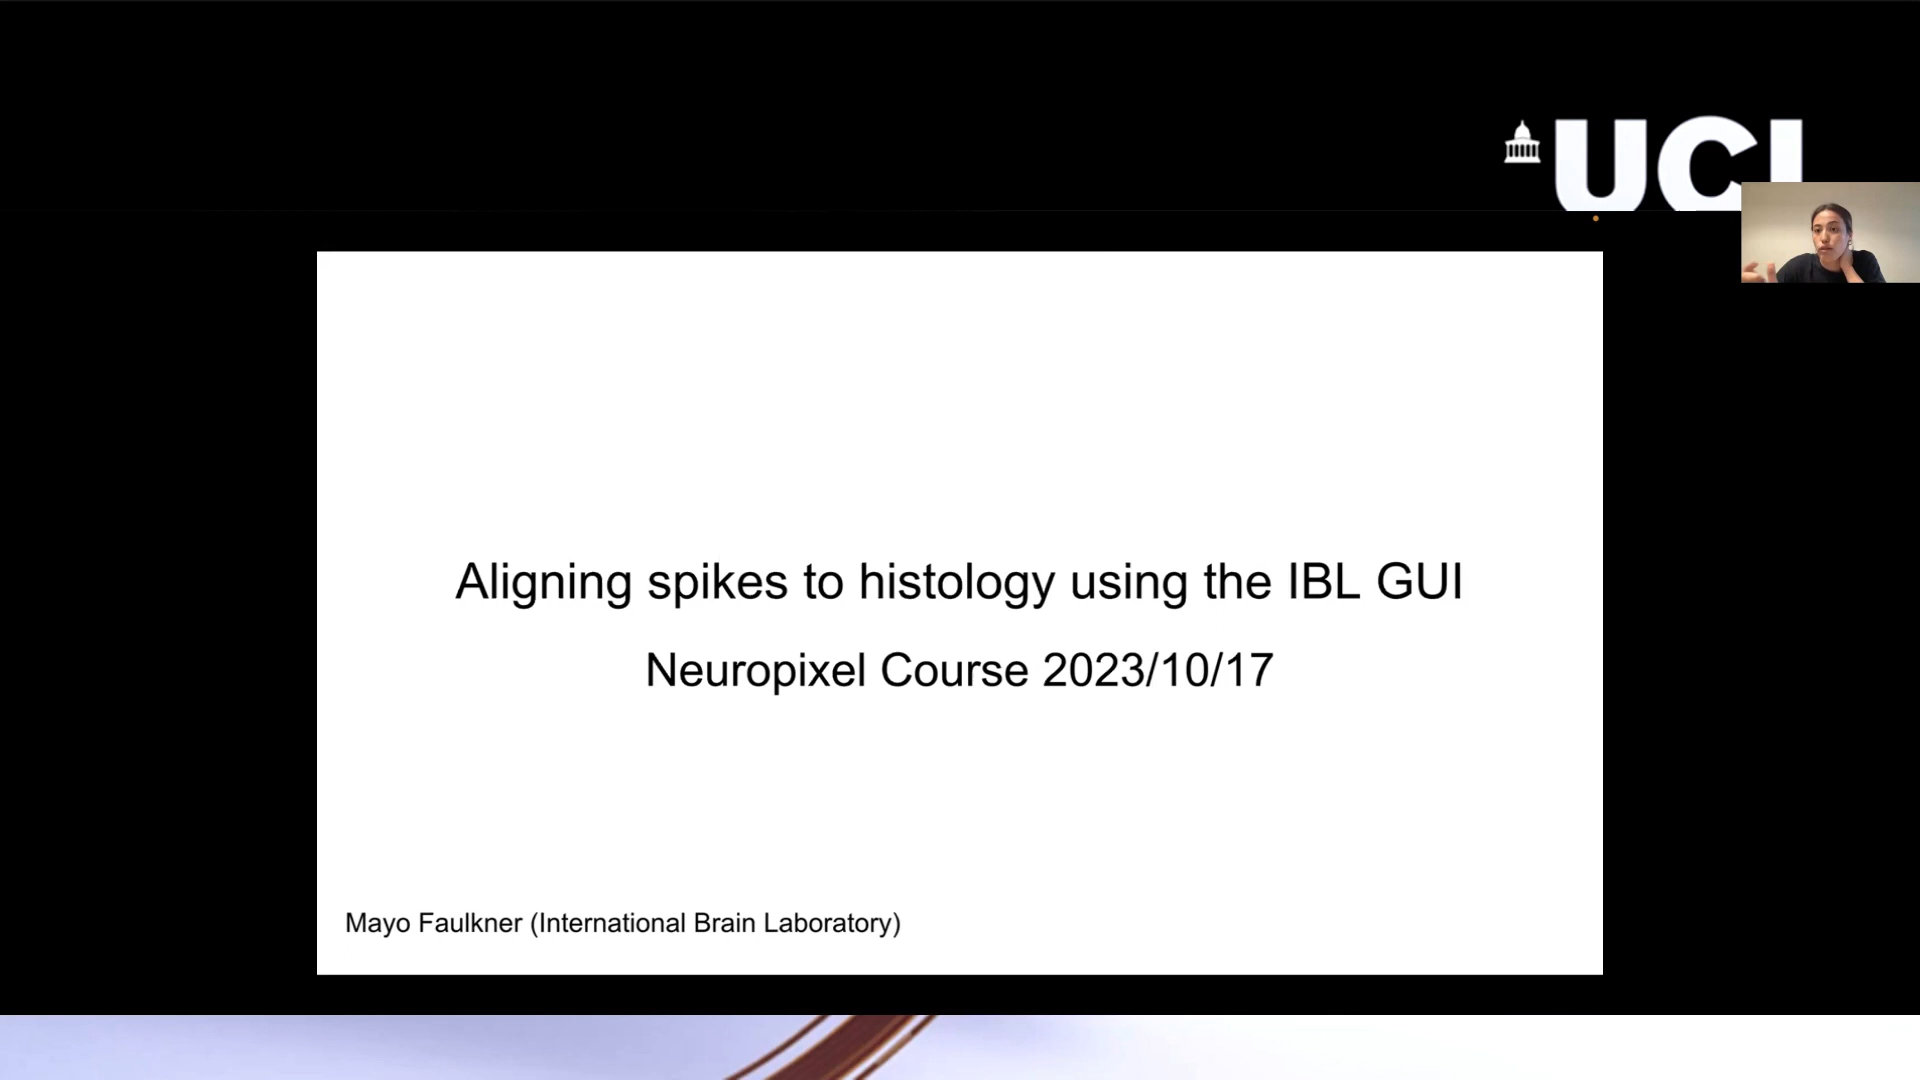 UCL
Aligning spikes to histology using the IBL GUI
Neuropixel Course 2023/10/17
Mayo Faulkner (International Brain Laboratory)